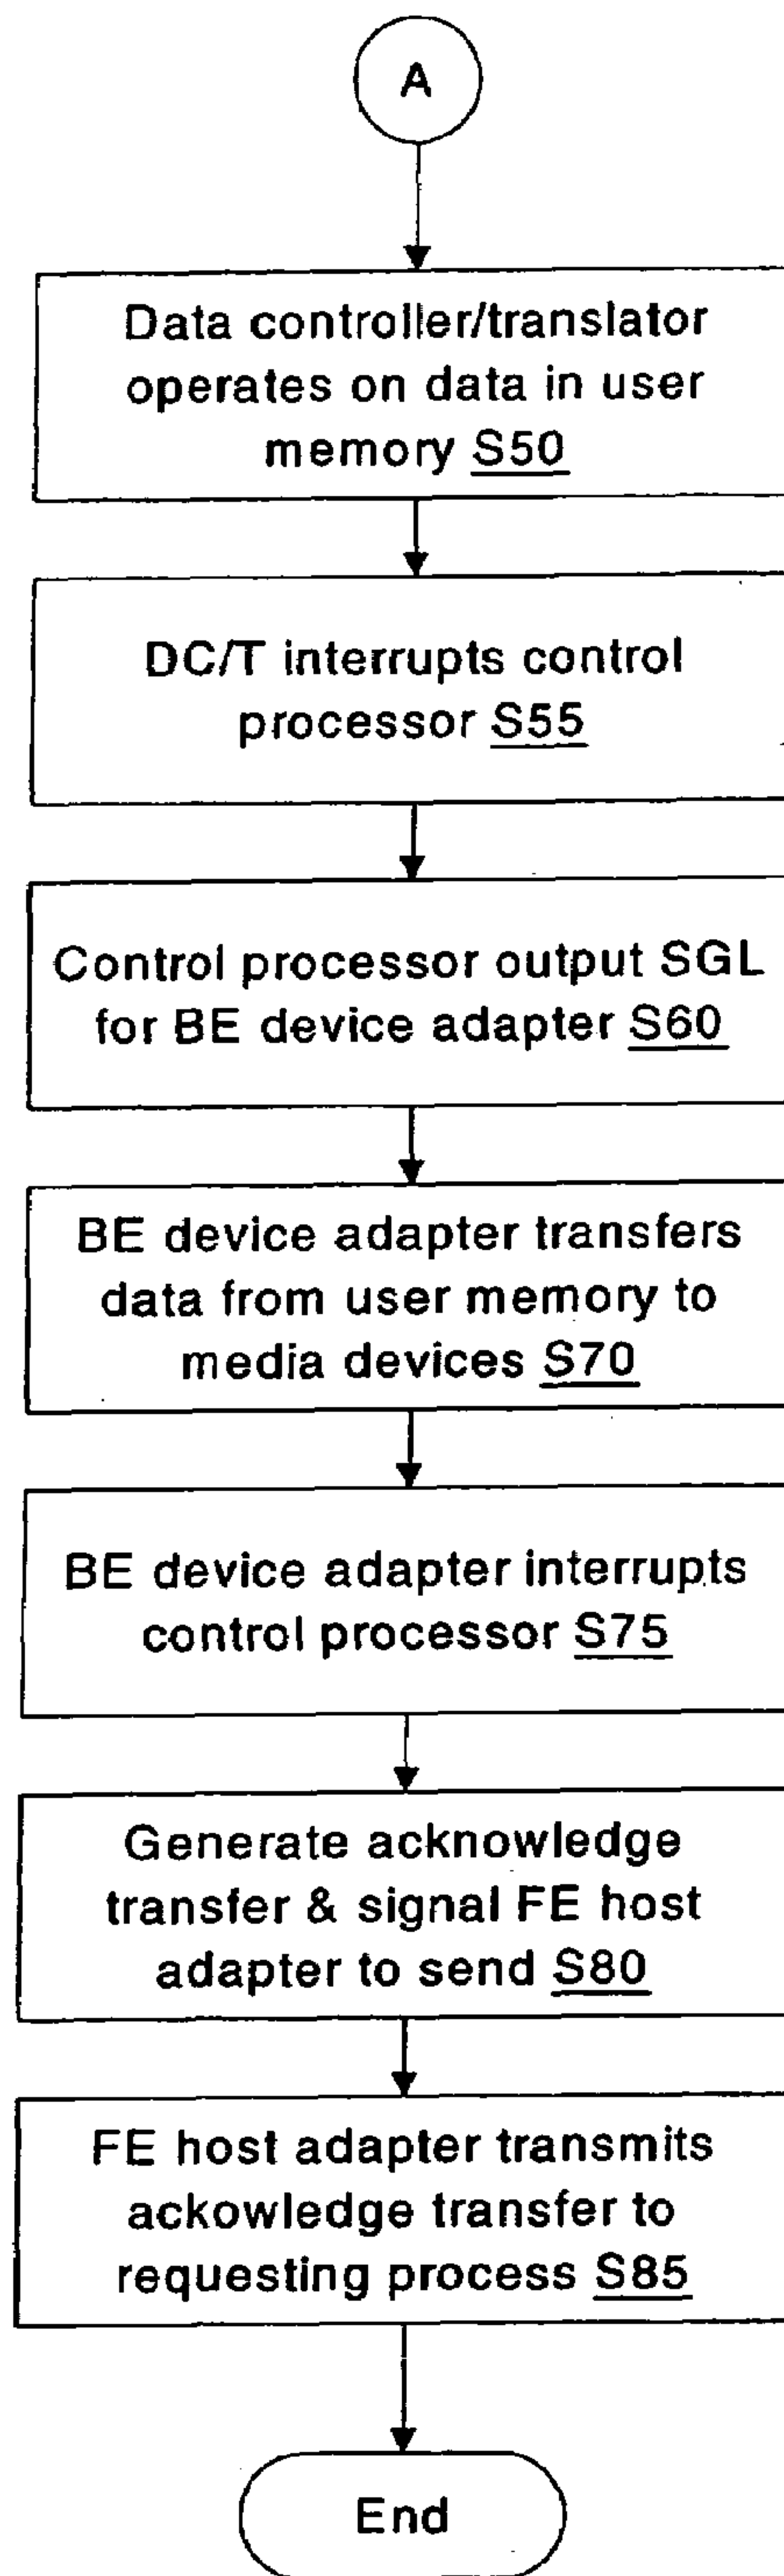 A
Data controller/translator
operates on data in user
memory S50
DC/T interrupts control
processor S55
Control processor output SGL
for BE device adapter S60
BE device adapter transfers
data from user memory to
media devices S70
BE device adapter interrupts
control processor S75
Generate acknowledge
transfer & signal FE host
adapter to send S80
FE host adapter transmits
ackowledge transfer to
requesting process S85
End